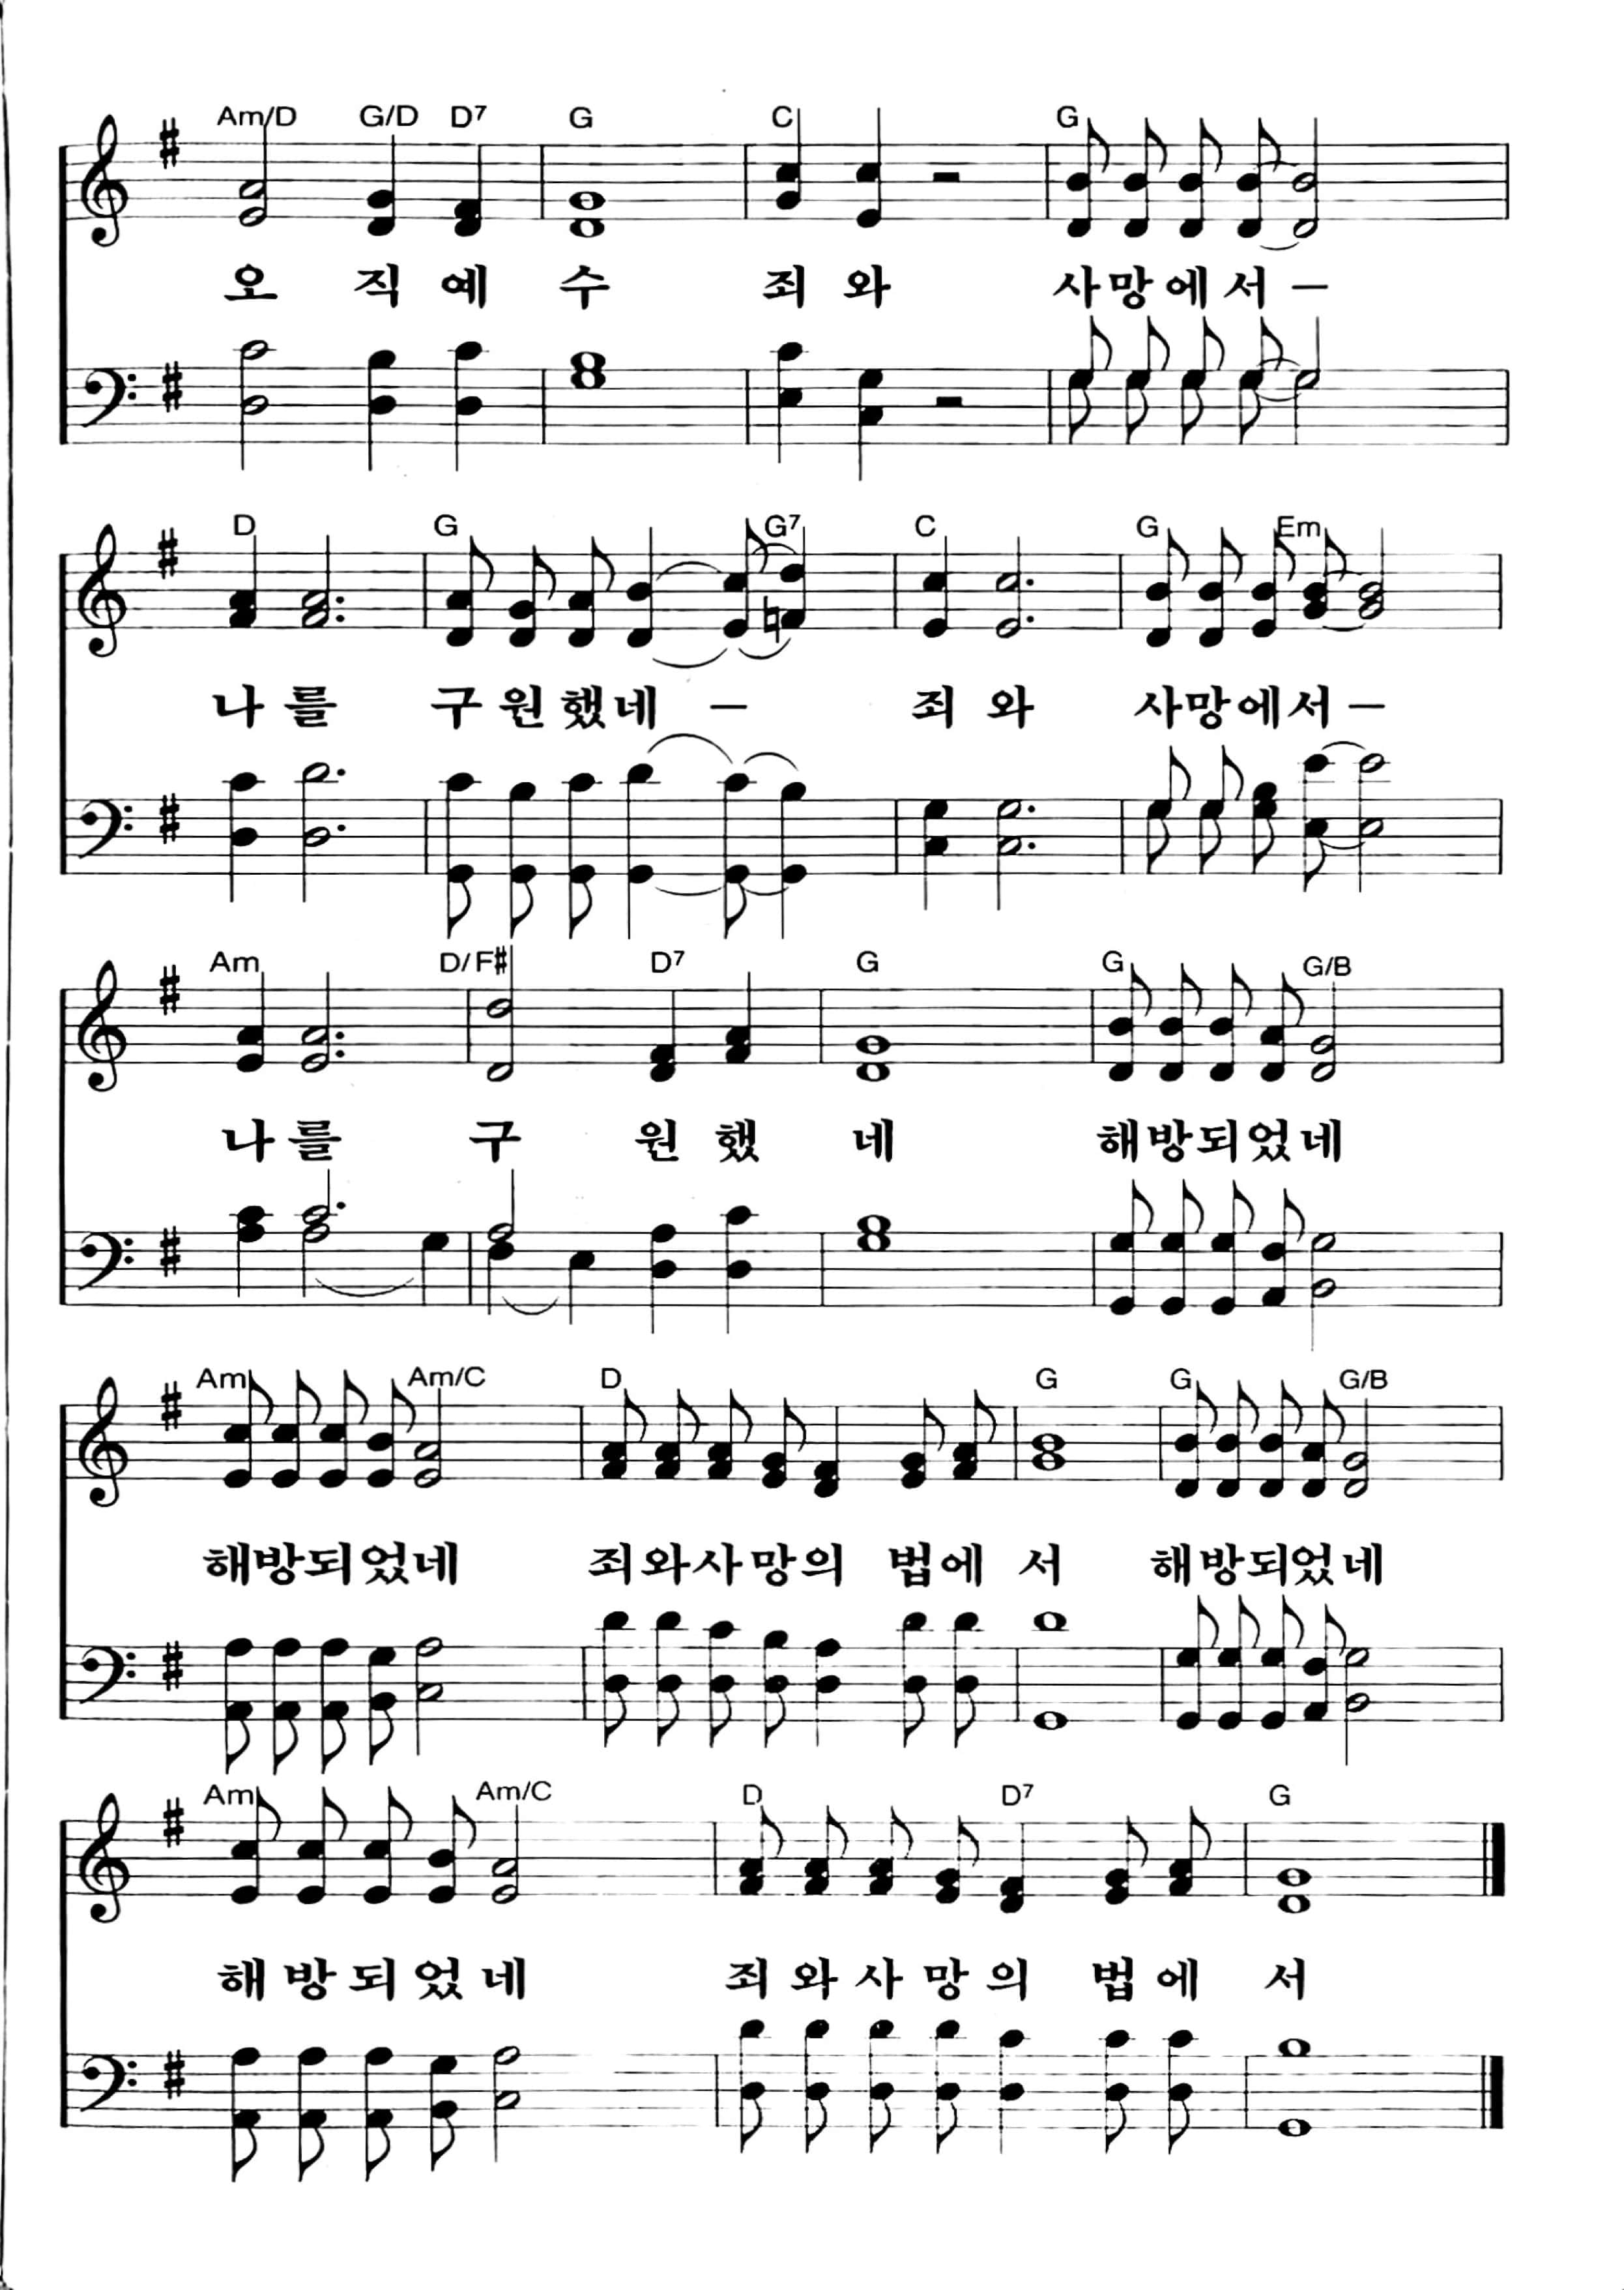 Am/D G/D D7 G C G
오 직 예 수 죄 와 사망에서 –
D G G7 C G Em
나 를 구 원 했 네 – 죄 와 사망에서 –
Am D/F# D7 G G G/B
나 를 구 원 했 네 해방되었네
Am Am/C D G G G/B
해방되었네 죄와사망의 법에 서 해방되었네
Am Am/C D D7 G
해 방 되 었 네 죄 와 사 망 의 법 에 서